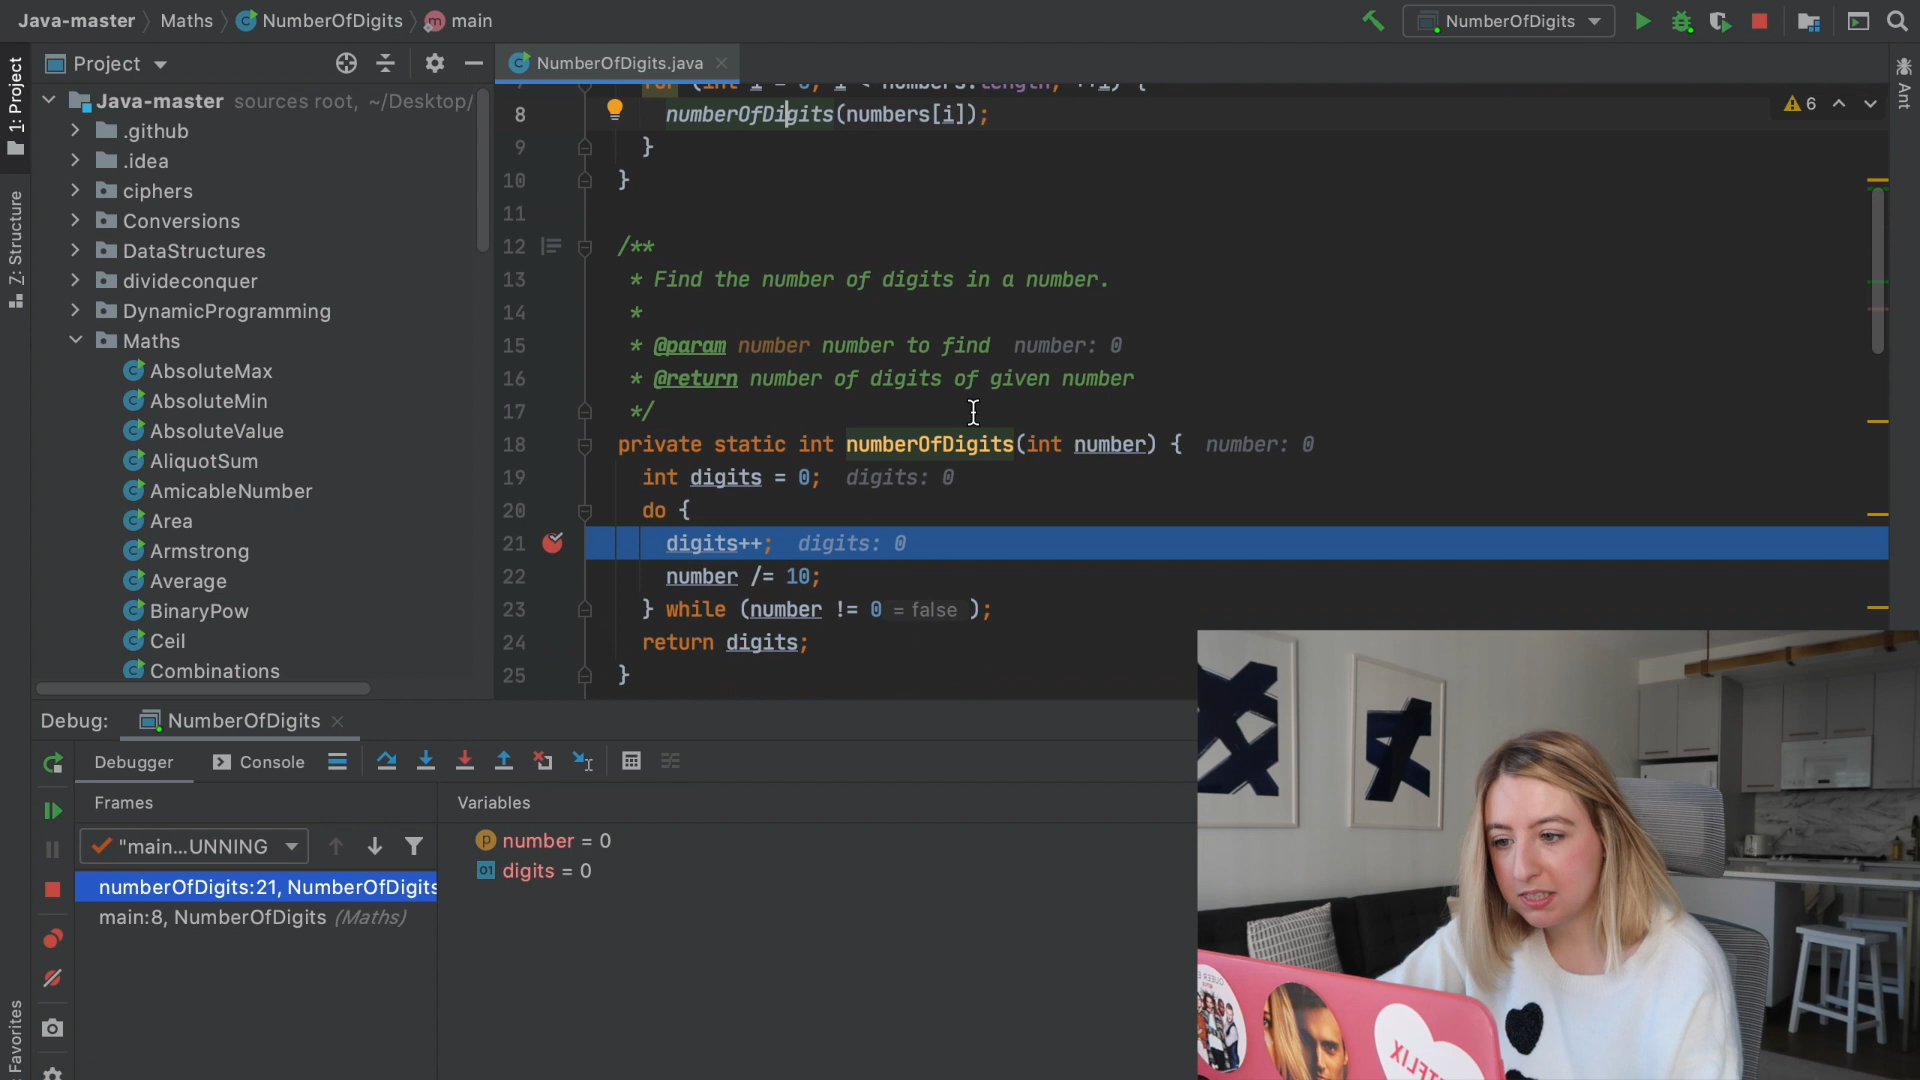 Java-master
Maths
NumberOfDigits
main
NumberOfDigits
1: Project
Z: Structure
Favorites
Project
Java-master sources root, ~/Desktop/
.github
.idea
ciphers
Conversions
DataStructures
divideconquer
DynamicProgramming
Maths
AbsoluteMax
AbsoluteMin
AbsoluteValue
AliquotSum
AmicableNumber
Area
Armstrong
Average
BinaryPow
Ceil
Combinations
NumberOfDigits.java
6
Ant
8 numberOfDigits(numbers[i]);
9 }
10 }
11
12 /**
13 * Find the number of digits in a number.
14 *
15 * @param number number to find number: 0
16 * @return number of digits of given number
17 */
18 private static int numberOfDigits(int number) { number: 0
19 int digits = 0; digits: 0
20 do {
21 digits++; digits: 0
22 number /= 10;
23 } while (number != 0 = false );
24 return digits;
25 }
Debug: NumberOfDigits
Debugger
Console
Frames
Variables
"main...UNNING
numberOfDigits:21, NumberOfDigits
main:8, NumberOfDigits (Maths)
number = 0
digits = 0